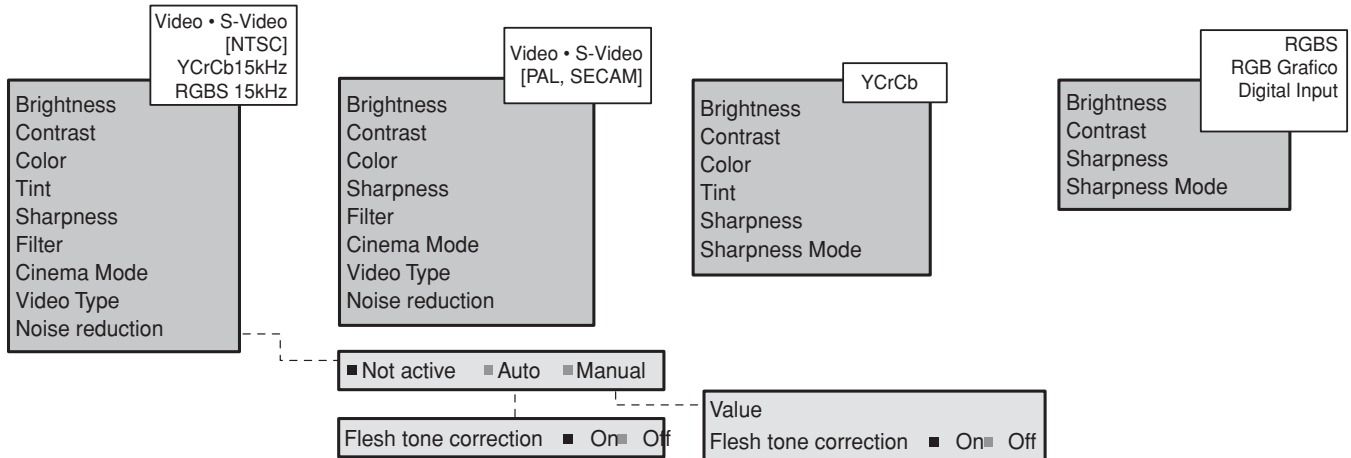 Video • S-Video
[NTSC]
YCrCb15kHz
RGBS 15kHz
Brightness
Contrast
Color
Tint
Sharpness
Filter
Cinema Mode
Video Type
Noise reduction
Video • S-Video
[PAL, SECAM]
Brightness
Contrast
Color
Sharpness
Filter
Cinema Mode
Video Type
Noise reduction
YCrCb
Brightness
Contrast
Color
Tint
Sharpness
Sharpness Mode
RGBS
RGB Grafico
Digital Input
Brightness
Contrast
Sharpness
Sharpness Mode
■ Not active ■ Auto ■ Manual
Flesh tone correction ■ On ■ Off
Value
Flesh tone correction ■ On ■ Off